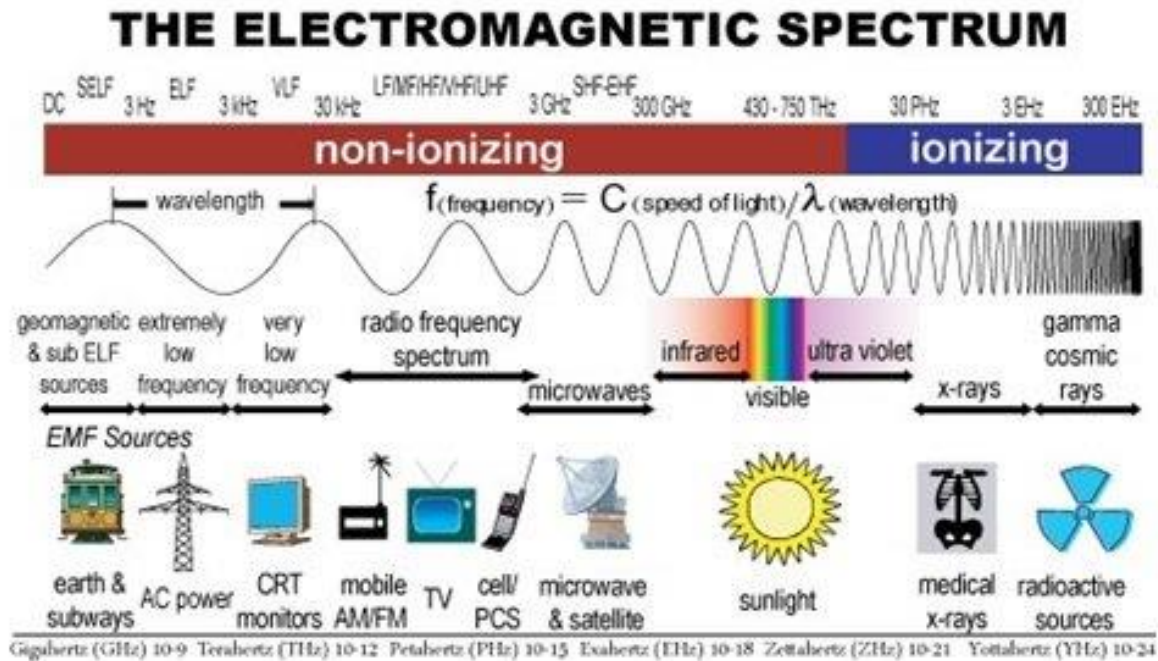 THE ELECTROMAGNETIC SPECTRUM
DC SELF 3 Hz ELF 3 kHz VLF 30 kHz LF/MF/HF/VHF/UHF 3 GHz SHF-EHF 300 GHz 430 - 750 THz 30 PHz 3 EHz 300 EHz
non-ionizing ionizing
wavelength f(frequency) = C (speed of light)/λ (wavelength)
geomagnetic
& sub ELF
sources
extremely
low
frequency
very
low
frequency
radio frequency
spectrum
microwaves
infrared
visible
ultra violet
x-rays
gamma
cosmic
rays
EMF Sources
earth &
subways
AC power
CRT
monitors
mobile
AM/FM
TV
cell/
PCS
microwave
& satellite
sunlight
medical
x-rays
radioactive
sources
Gigahertz (GHz) 10-9 Terahertz (THz) 10-12 Petahertz (PHz) 10-15 Exahertz (EHz) 10-18 Zettahertz (ZHz) 10-21 Yottahertz (YHz) 10-24